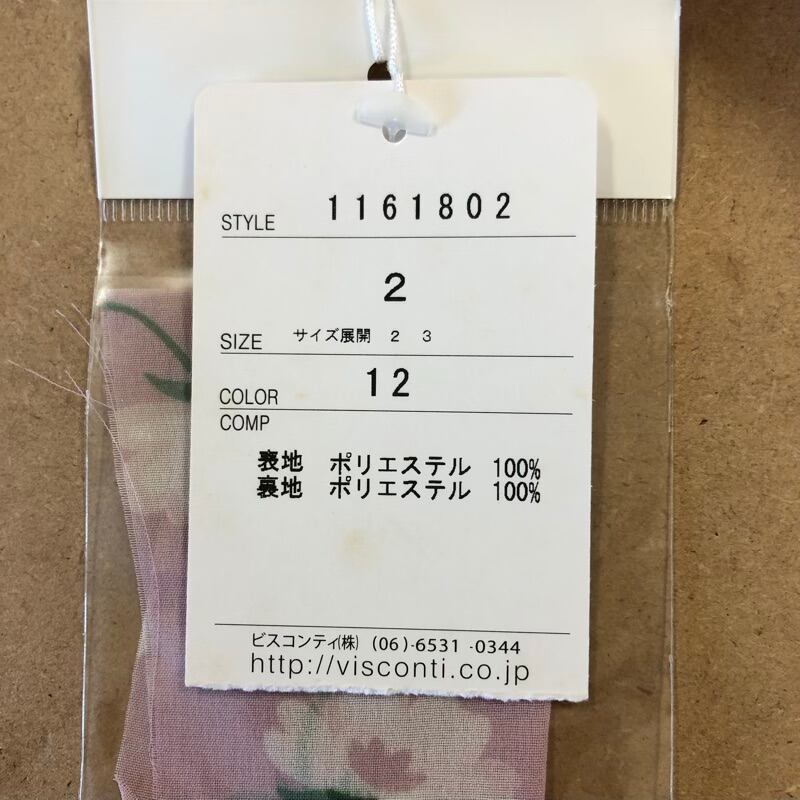 STYLE 1161802
2
SIZE サイズ展開 2 3
COLOR 12
COMP
表地 ポリエステル 100%
裏地 ポリエステル 100%
ビスコンティ㈱ (06)-6531-0344
http://visconti.co.jp